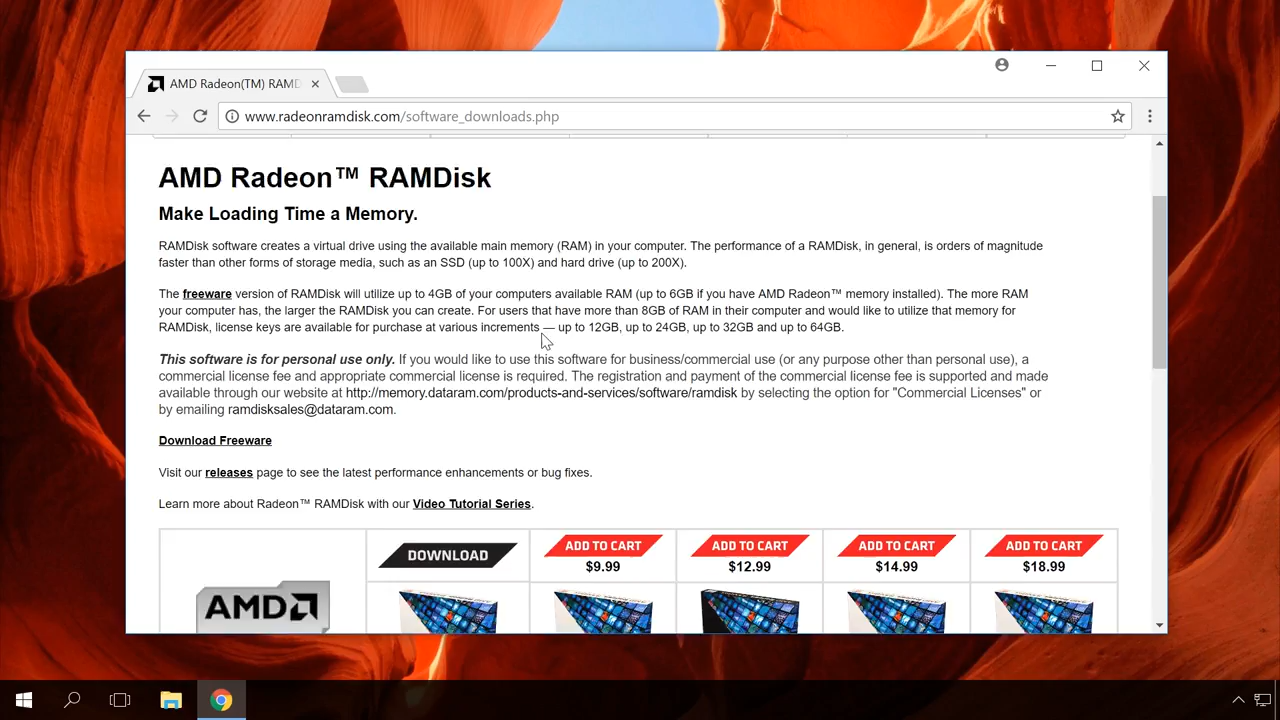 AMD Radeon(TM) RAMD
www.radeonramdisk.com/software_downloads.php
AMD Radeon™ RAMDisk
Make Loading Time a Memory.
RAMDisk software creates a virtual drive using the available main memory (RAM) in your computer. The performance of a RAMDisk, in general, is orders of magnitude
faster than other forms of storage media, such as an SSD (up to 100X) and hard drive (up to 200X).
The freeware version of RAMDisk will utilize up to 4GB of your computers available RAM (up to 6GB if you have AMD Radeon™ memory installed). The more RAM
your computer has, the larger the RAMDisk you can create. For users that have more than 8GB of RAM in their computer and would like to utilize that memory for
RAMDisk, license keys are available for purchase at various increments — up to 12GB, up to 24GB, up to 32GB and up to 64GB.
This software is for personal use only. If you would like to use this software for business/commercial use (or any purpose other than personal use), a
commercial license fee and appropriate commercial license is required. The registration and payment of the commercial license fee is supported and made
available through our website at http://memory.dataram.com/products-and-services/software/ramdisk by selecting the option for "Commercial Licenses" or
by emailing ramdisksales@dataram.com.
Download Freeware
Visit our releases page to see the latest performance enhancements or bug fixes.
Learn more about Radeon™ RAMDisk with our Video Tutorial Series.
DOWNLOAD ADD TO CART ADD TO CART ADD TO CART ADD TO CART
$9.99 $12.99 $14.99 $18.99
AMD